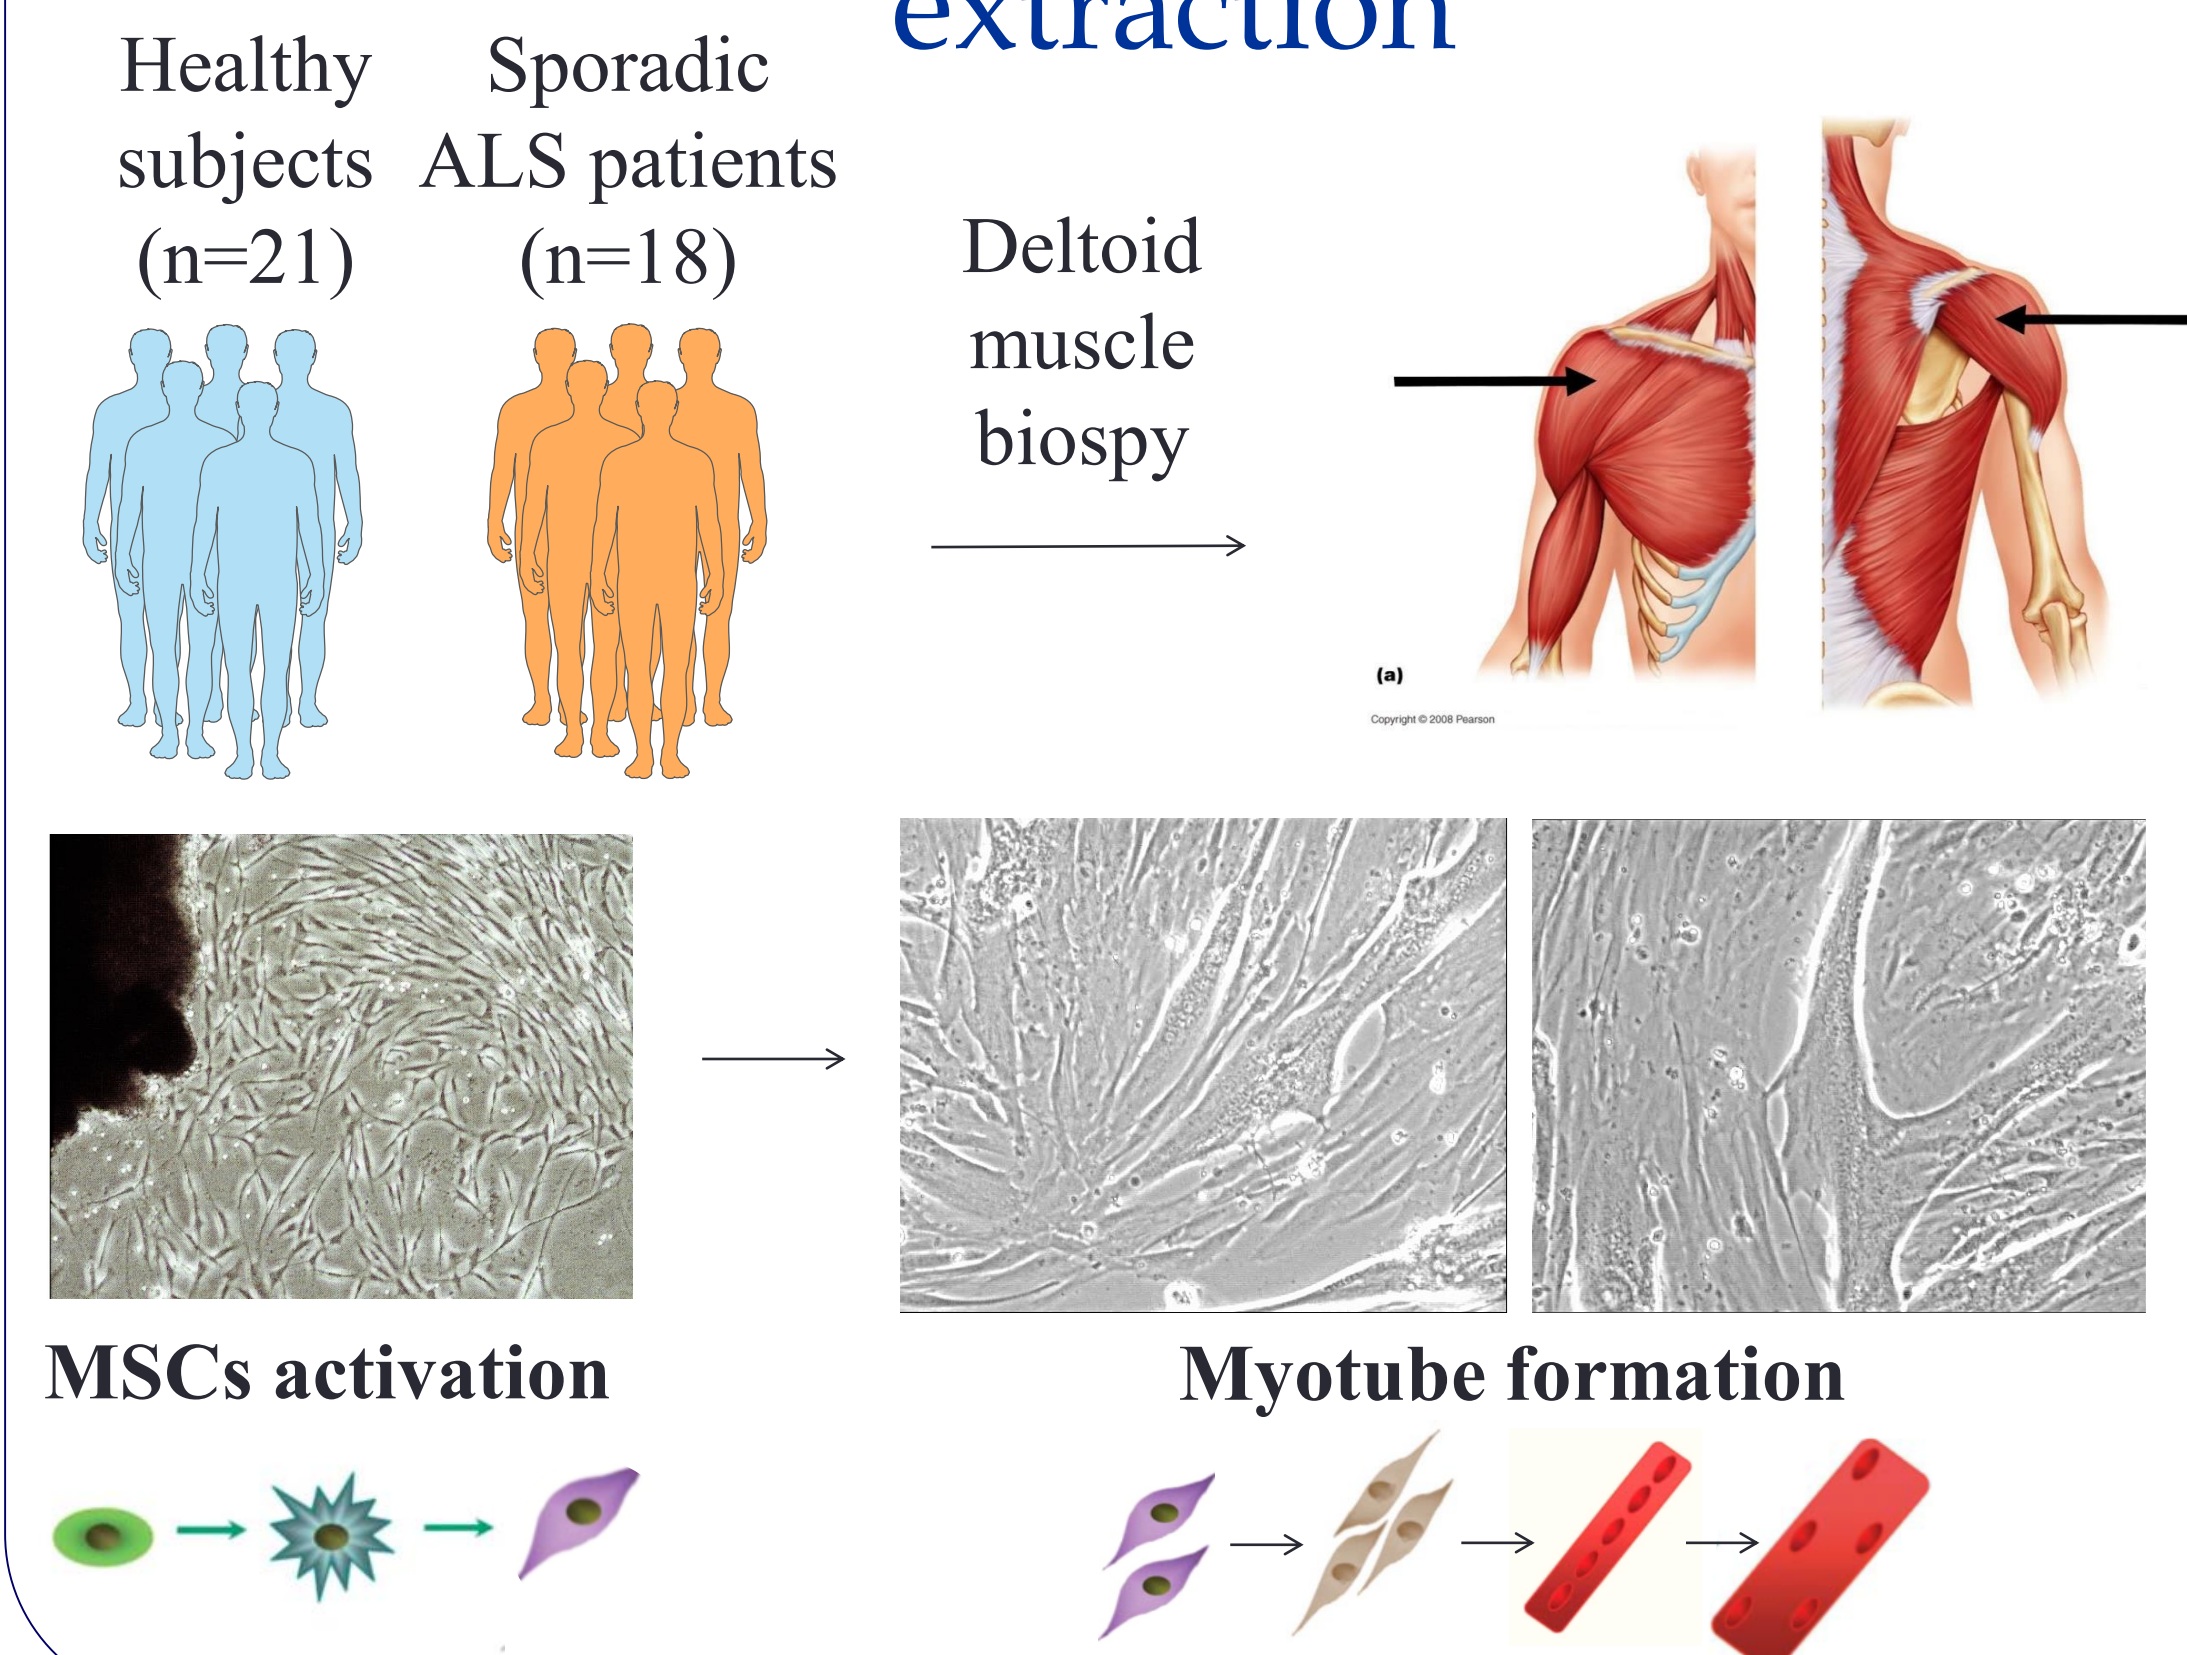 extraction
Healthy
subjects
(n=21)
Sporadic
ALS patients
(n=18)
Deltoid
muscle
biospy
(a)
Copyright © 2008 Pearson
MSCs activation
Myotube formation